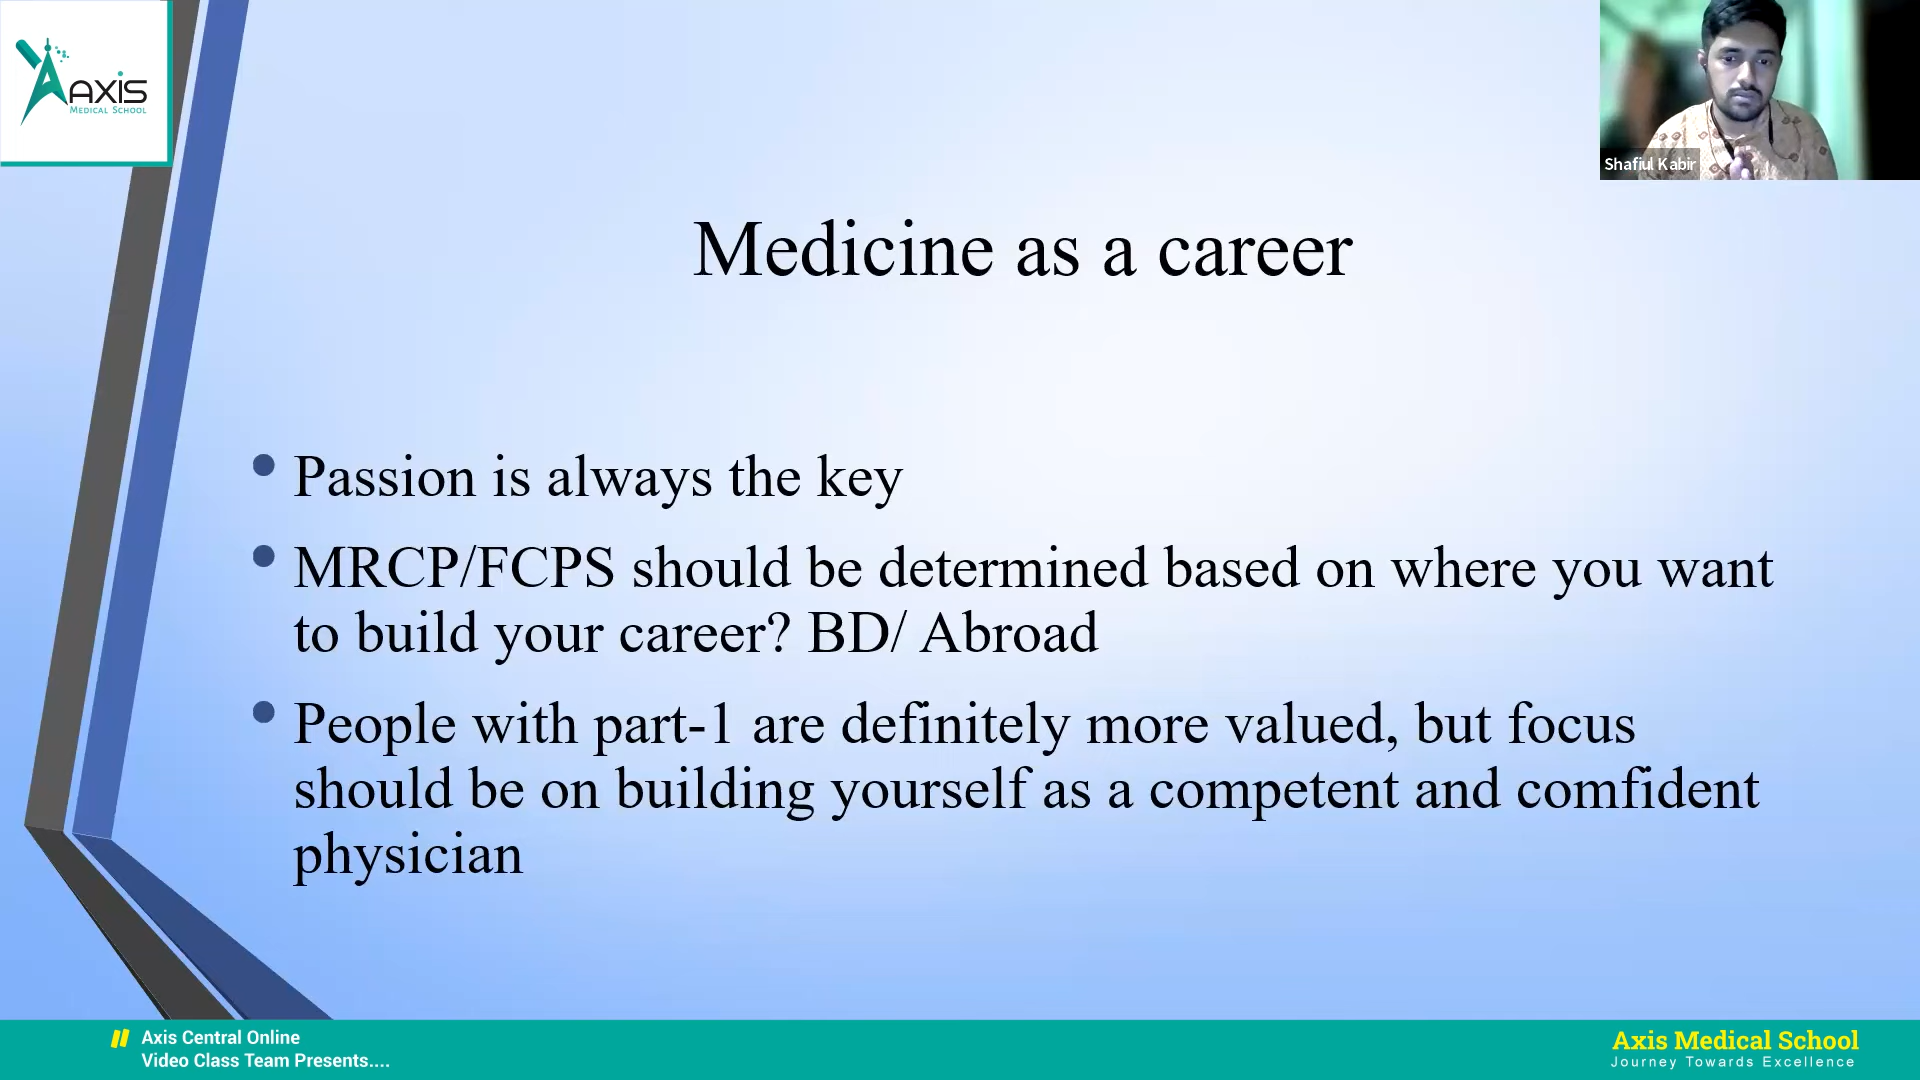 AXIS
MEDICAL SCHOOL
Shafiul Kabir
Medicine as a career
• Passion is always the key
• MRCP/FCPS should be determined based on where you want
to build your career? BD/ Abroad
• People with part-1 are definitely more valued, but focus
should be on building yourself as a competent and comfident
physician
Axis Central Online
Video Class Team Presents....
Axis Medical School
Journey Towards Excellence